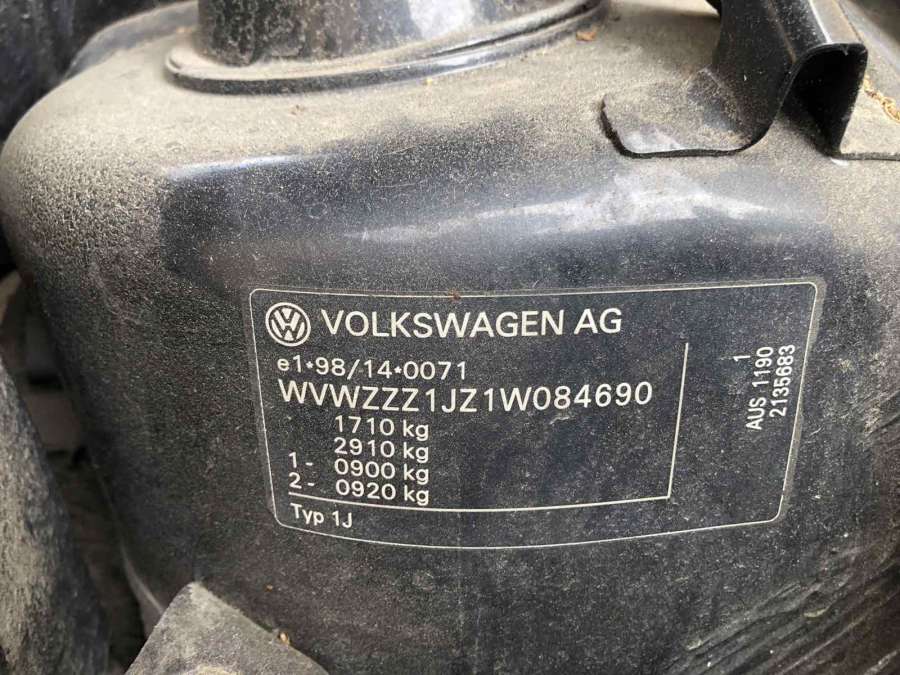 VOLKSWAGEN AG
e1*98/14*0071
WVWZZZ1JZ1W084690
1710 kg
2910 kg
1- 0900 kg
2- 0920 kg
Typ 1J
1
AUS 1190
2135683